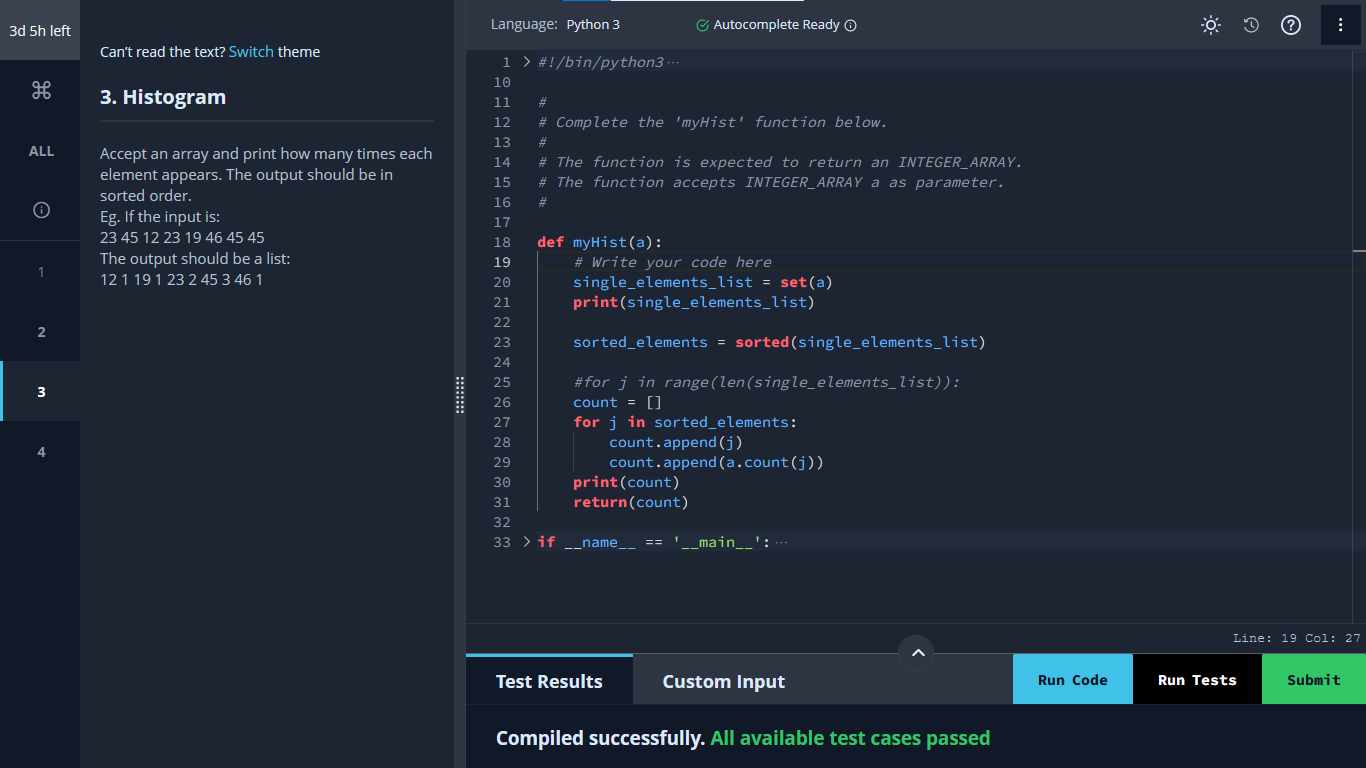 3d 5h left
ALL
1
2
3
4
Can't read the text? Switch theme
3. Histogram
Accept an array and print how many times each
element appears. The output should be in
sorted order.
Eg. If the input is:
23 45 12 23 19 46 45 45
The output should be a list:
12 1 19 1 23 2 45 3 46 1
Language: Python 3
Autocomplete Ready
1 #!/bin/python3 ...
10
11 #
12 # Complete the 'myHist' function below.
13 #
14 # The function is expected to return an INTEGER_ARRAY.
15 # The function accepts INTEGER_ARRAY a as parameter.
16 #
17
18 def myHist(a):
19 # Write your code here
20 single_elements_list = set(a)
21 print(single_elements_list)
22
23 sorted_elements = sorted(single_elements_list)
24
25 #for j in range(len(single_elements_list)):
26 count = []
27 for j in sorted_elements:
28 count.append(j)
29 count.append(a.count(j))
30 print(count)
31 return(count)
32
33 if __name__ == '__main__': ...
Line: 19 Col: 27
Test Results
Custom Input
Run Code
Run Tests
Submit
Compiled successfully. All available test cases passed